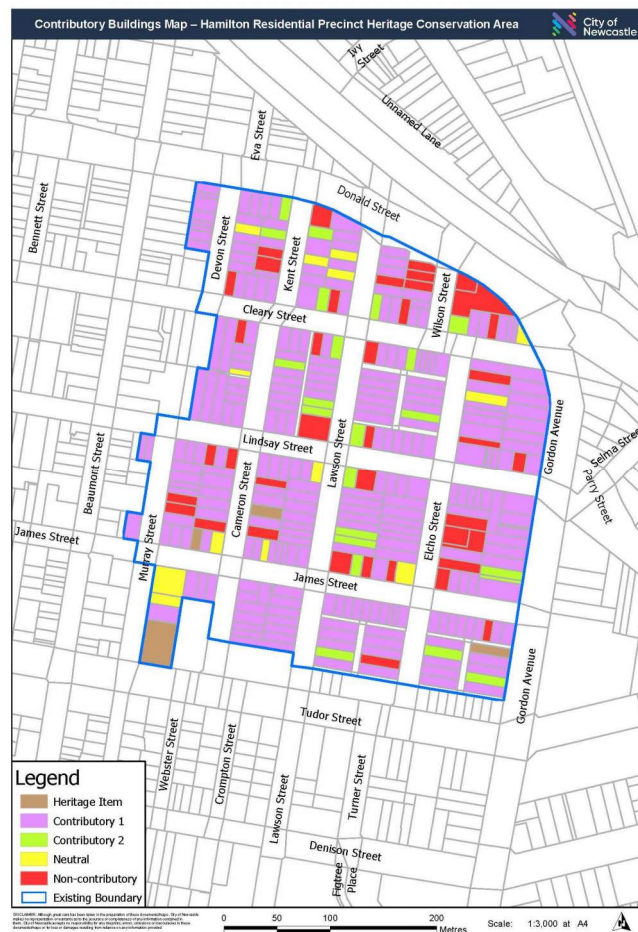 Contributory Buildings Map – Hamilton Residential Precinct Heritage Conservation Area
City of
Newcastle
Ivy
Street
Unnamed Lane
Eva Street
Donald Street
Bennett Street
Devon Street
Kent Street
Wilson Street
Cleary Street
Gordon Avenue
Selma Street
Parry Street
Beaumont Street
Lindsay Street
Lawson Street
Cameron Street
Elcho Street
James Street
Murray Street
James Street
Gordon Avenue
Tudor Street
Webster Street
Crompton Street
Lawson Street
Turner Street
Denison Street
Figtree
Place
Legend
Heritage Item
Contributory 1
Contributory 2
Neutral
Non-contributory
Existing Boundary
0 50 100 200
Metres
Scale: 1:3,000 at A4